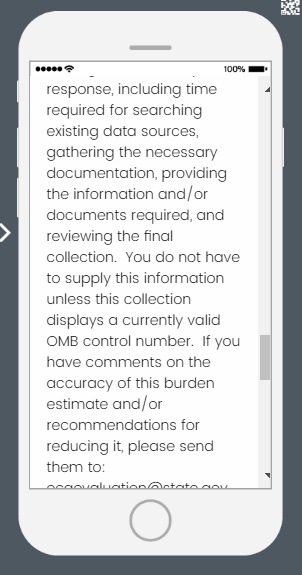 100%
response, including time
required for searching
existing data sources,
gathering the necessary
documentation, providing
the information and/or
documents required, and
reviewing the final
collection.  You do not have
to supply this information
unless this collection
displays a currently valid
OMB control number.  If you
have comments on the
accuracy of this burden
estimate and/or
recommendations for
reducing it, please send
them to:
ecaevaluation@state.gov